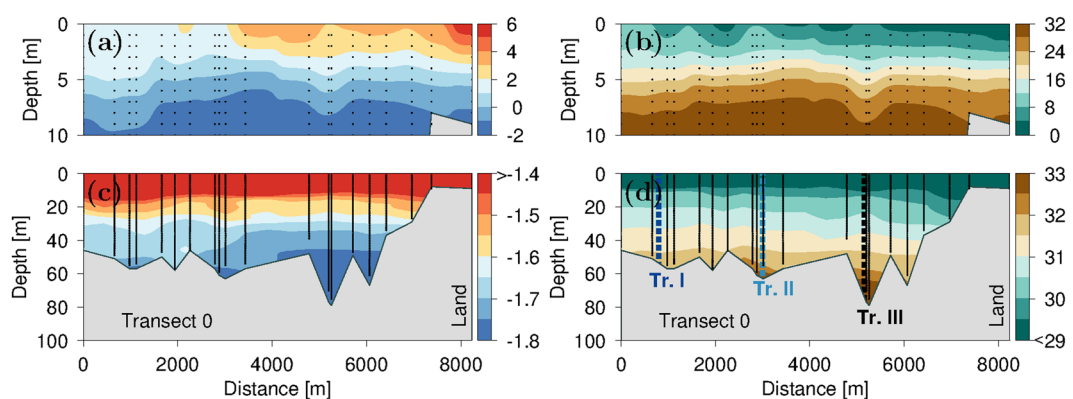 (a)
Depth [m]
0
5
10
6
4
2
0
-2
(b)
Depth [m]
0
5
10
32
24
16
8
0
(c)
Depth [m]
0
20
40
60
80
100
Transect 0
Land
0
2000
4000
6000
8000
Distance [m]
>-1.4
-1.5
-1.6
-1.7
-1.8
(d)
Depth [m]
0
20
40
60
80
100
Tr. I
Tr. II
Tr. III
Transect 0
Land
0
2000
4000
6000
8000
Distance [m]
33
32
31
30
<29